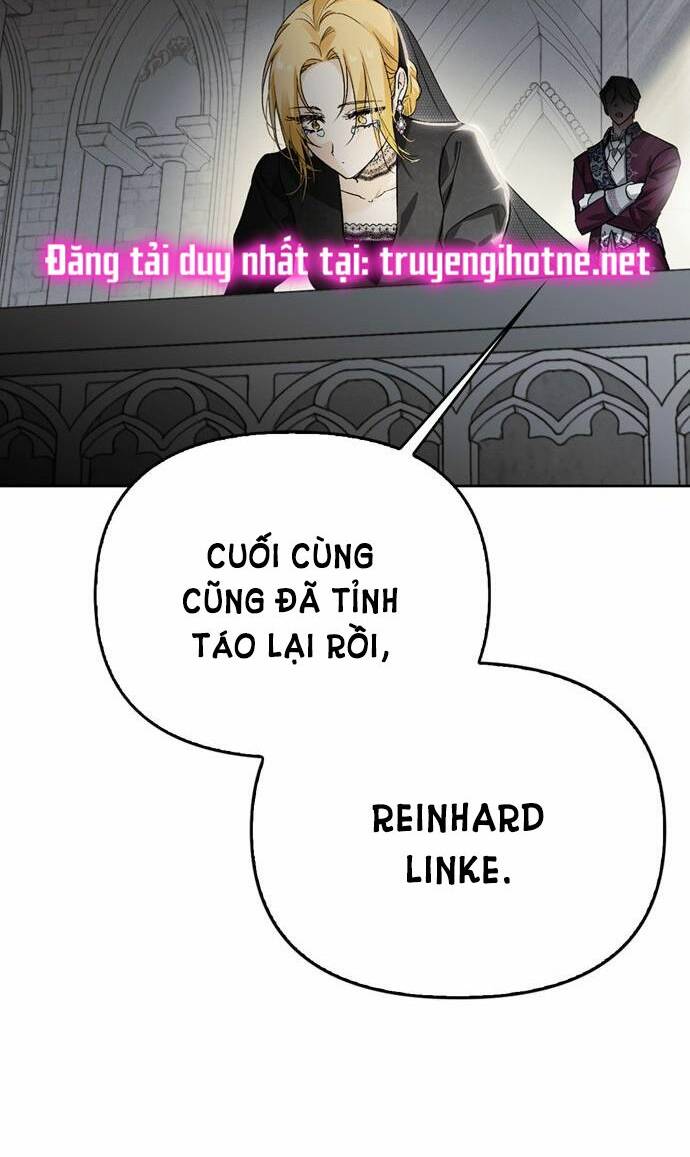 Đăng tải duy nhất tại: truyengihotne.net
CUỐI CÙNG
CŨNG ĐÃ TỈNH
TÁO LẠI RỒI,
REINHARD
LINKE.